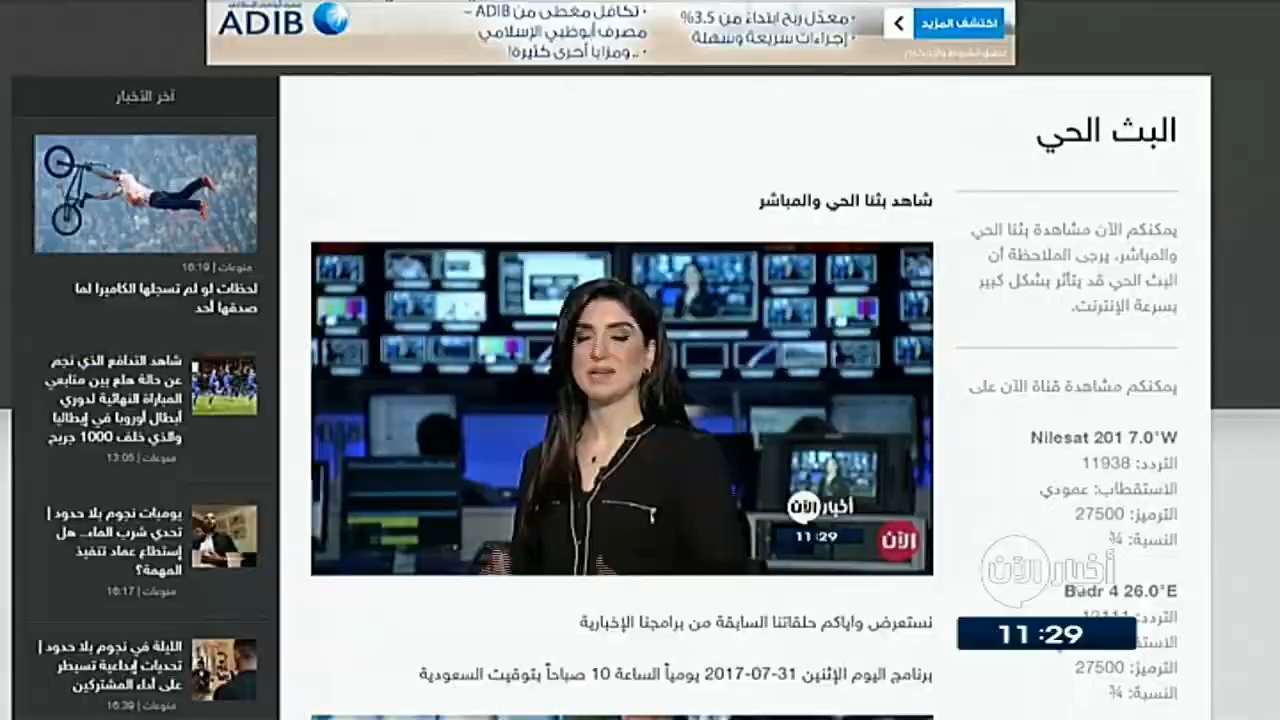 اكتشف المزيد
•معدّل ربح ابتداءً من 3.5%
•إجراءات سريعة وسهلة
•تكافل مغطى من ADIB –
مصرف أبوظبي الإسلامي
•..ومزايا أخرى كثيرة!
ADIB
البث الحي
يمكنكم الآن مشاهدة بثنا الحي
والمباشر، يرجى الملاحظة أن
البث الحي قد يتأثر بشكل كبير
بسرعة الإنترنت.
يمكنكم مشاهدة قناة الآن على
Nilesat 201 7.0°W
التردد: 11938
الاستقطاب: عمودي
الترميز: 27500
النسبة: ¾
أخبار الآن
Badr 4 26.0°E
التردد:
11:29
27500
النسبة: ¾
شاهد بثنا الحي والمباشر
أخبار الآن
11:29
الآن
نستعرض واياكم حلقاتنا السابقة من برامجنا الإخبارية
برنامج اليوم الإثنين 31-07-2017 يومياً الساعة 10 صباحاً بتوقيت السعودية
آخر الأخبار
منوعات | 16:19
لحظات لو لم تسجلها الكاميرا لما
صدقها أحد
شاهد التدافع الذي نجم
عن حالة هلع بين متابعي
المباراة النهائية لدوري
أبطال أوروبا في إيطاليا
والذي خلف 1000 جريح
منوعات | 13:05
يوميات نجوم بلا حدود |
تحدي شرب الماء.. هل
إستطاع عماد تنفيذ
المهمة؟
منوعات | 16:17
الليلة في نجوم بلا حدود |
تحديات إبداعية تسيطر
على أداء المشتركين
منوعات | 16:39